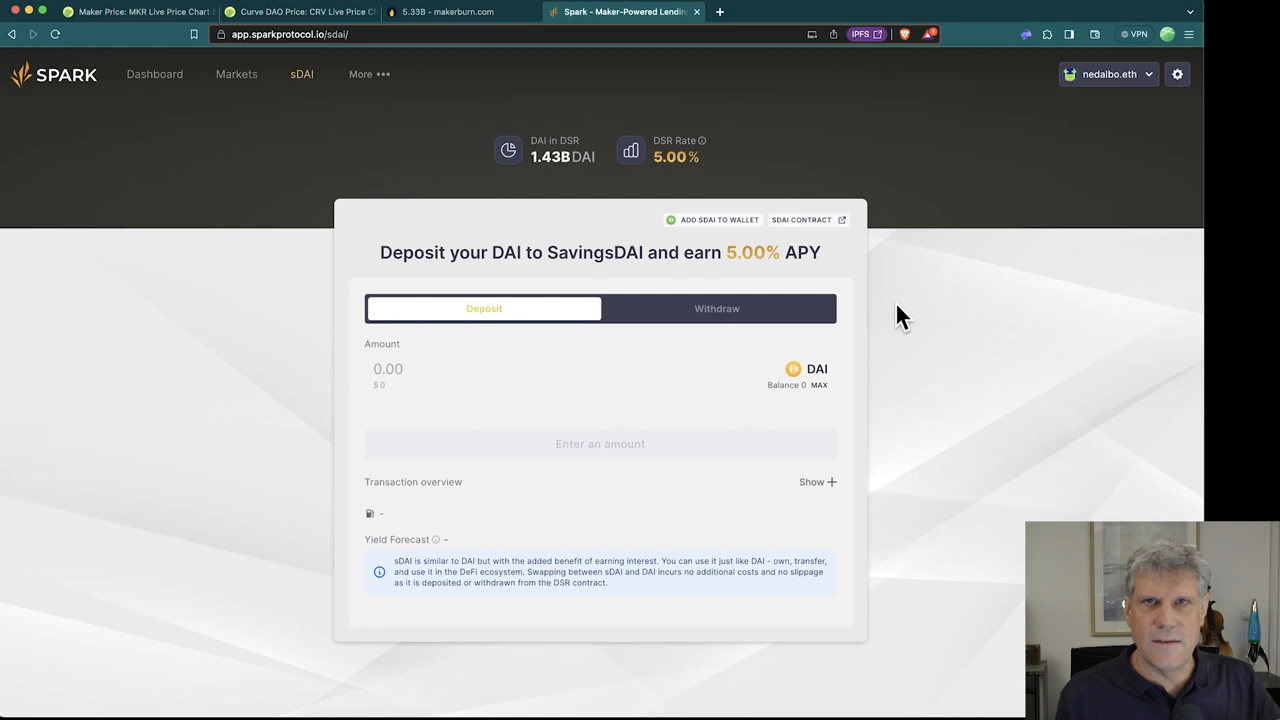 Maker Price: MKR Live Price Chart
Curve DAO Price: CRV Live Price C
5.33B - makerburn.com
Spark - Maker-Powered Lendin
app.sparkprotocol.io/sdai/
IPFS
VPN
SPARK
Dashboard
Markets
sDAI
More
nedalbo.eth
DAI in DSR
1.43B DAI
DSR Rate
5.00 %
ADD SDAI TO WALLET
SDAI CONTRACT
Deposit your DAI to SavingsDAI and earn 5.00% APY
Deposit
Withdraw
Amount
0.00
DAI
$ 0
Balance 0 MAX
Enter an amount
Transaction overview
Show
-
Yield Forecast -
sDAI is similar to DAI but with the added benefit of earning interest. You can use it just like DAI - own, transfer,
and use it in the DeFi ecosystem. Swapping between sDAI and DAI incurs no additional costs and no slippage
as it is deposited or withdrawn from the DSR contract.